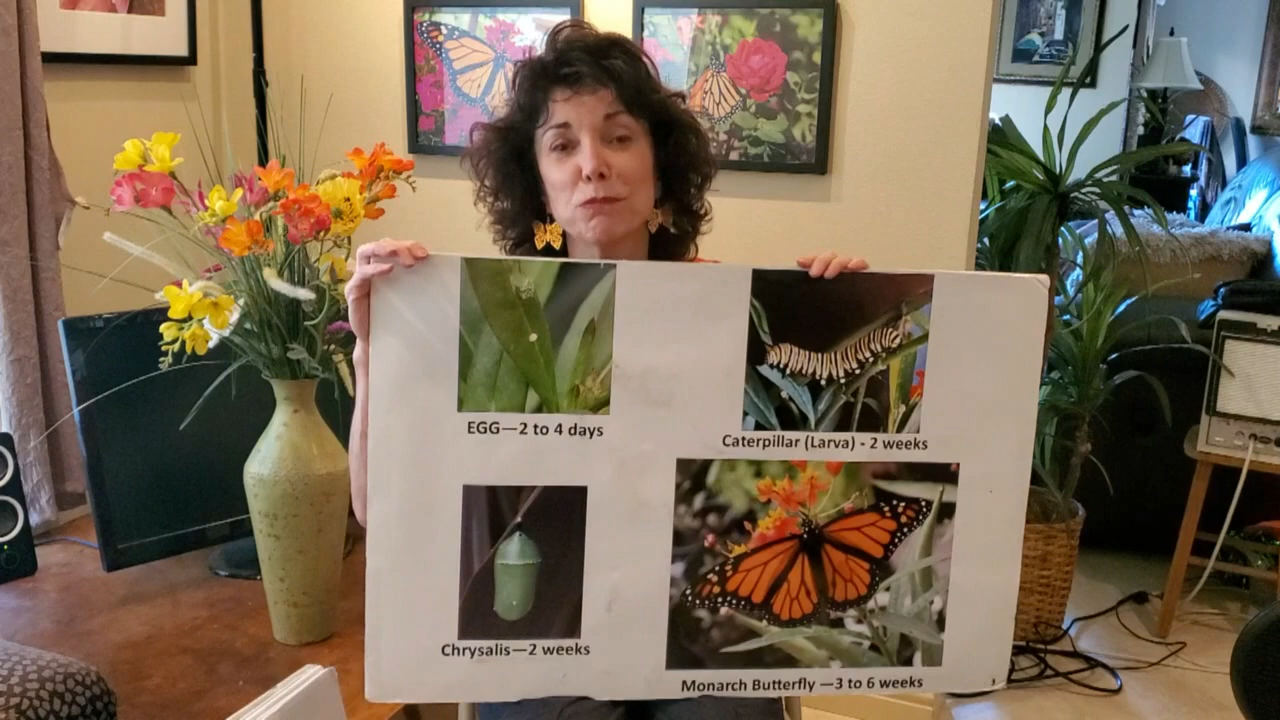 EGG—2 to 4 days
Caterpillar (Larva) - 2 weeks
Chrysalis—2 weeks
Monarch Butterfly —3 to 6 weeks